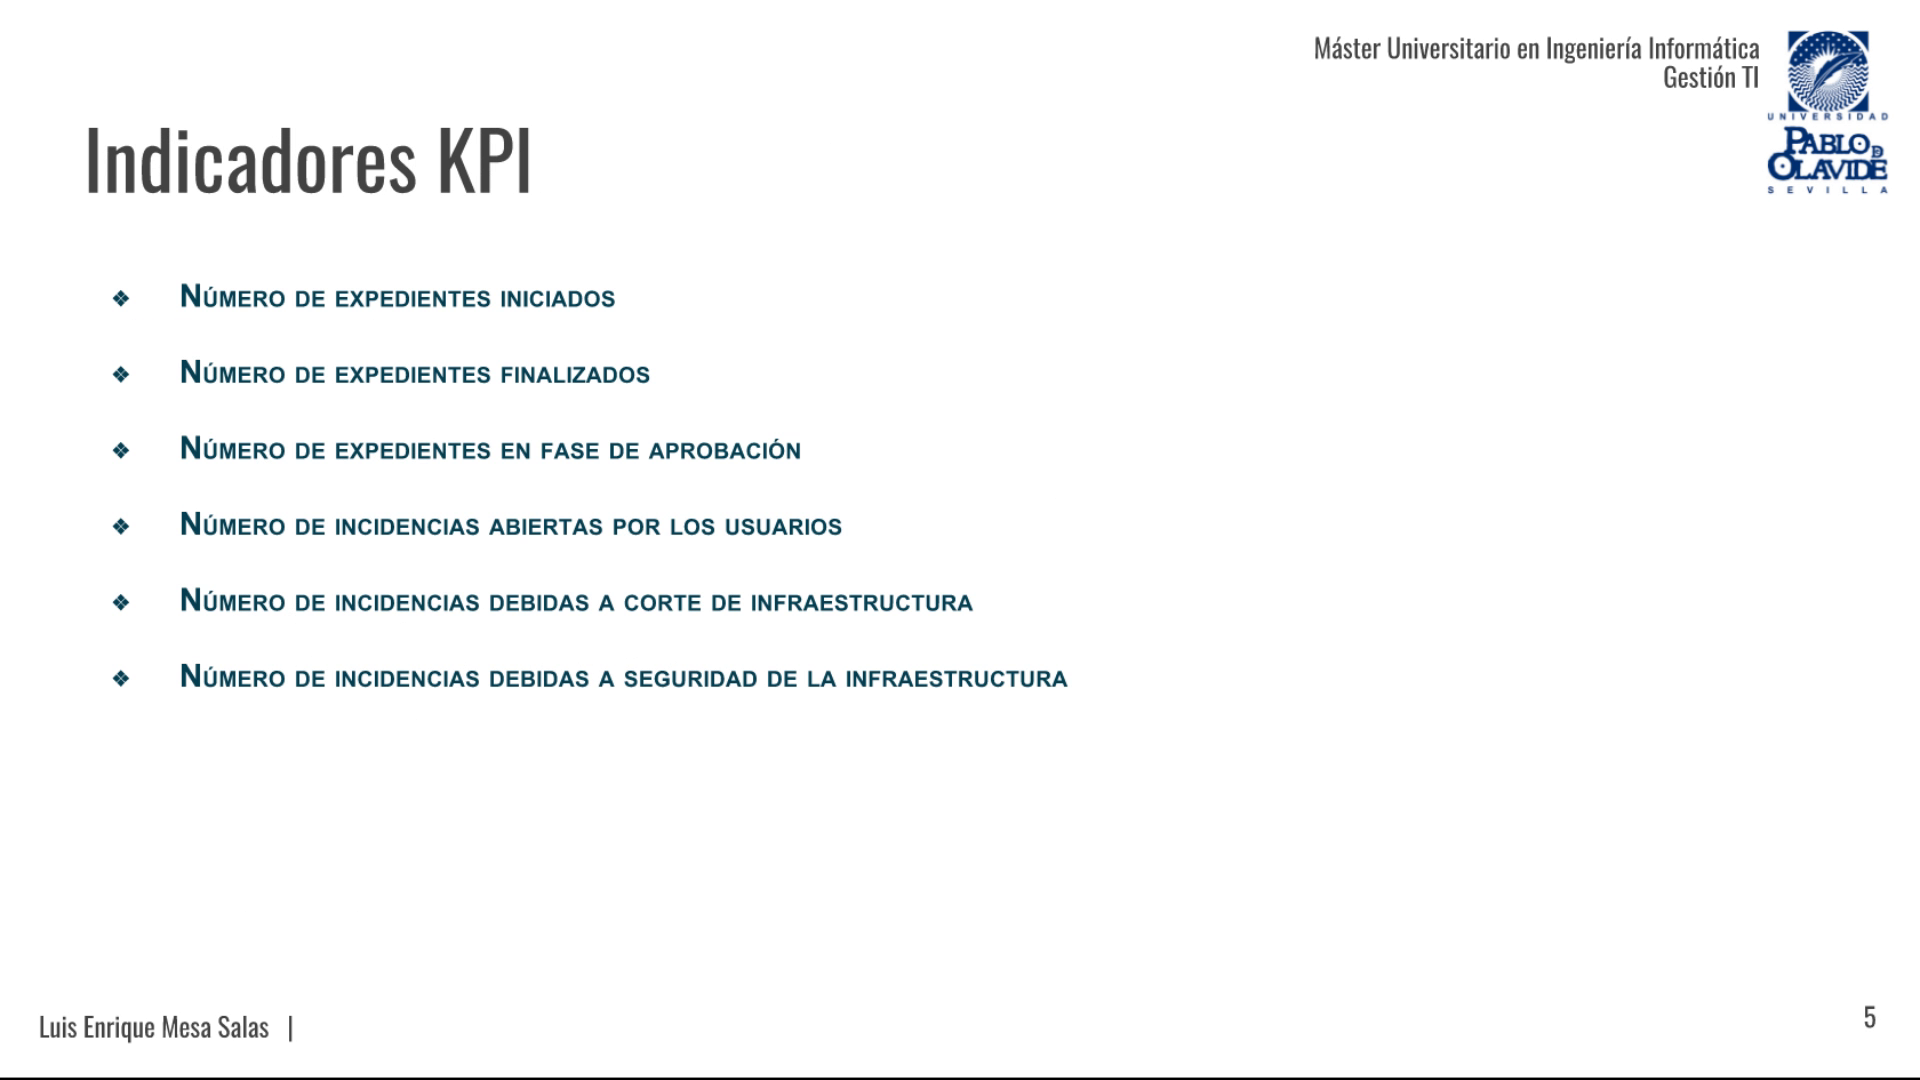 Máster Universitario en Ingeniería Informática
Gestión TI
UNIVERSIDAD
PABLO DE
OLAVIDE
SEVILLA
Indicadores KPI
❖ Número de expedientes iniciados
❖ Número de expedientes finalizados
❖ Número de expedientes en fase de aprobación
❖ Número de incidencias abiertas por los usuarios
❖ Número de incidencias debidas a corte de infraestructura
❖ Número de incidencias debidas a seguridad de la infraestructura
Luis Enrique Mesa Salas |
5